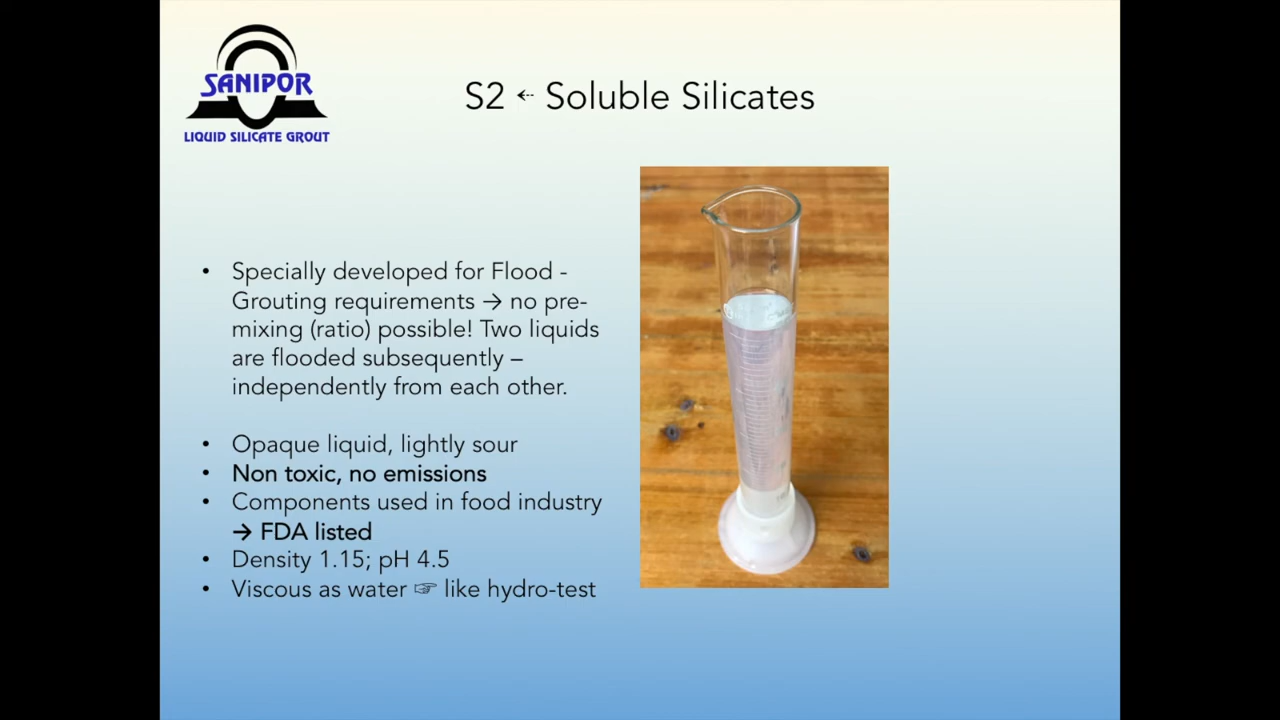 SANIPOR
LIQUID SILICATE GROUT
S2 ⇠ Soluble Silicates
• Specially developed for Flood -
Grouting requirements → no pre-
mixing (ratio) possible! Two liquids
are flooded subsequently –
independently from each other.
• Opaque liquid, lightly sour
• Non toxic, no emissions
• Components used in food industry
→ FDA listed
• Density 1.15; pH 4.5
• Viscous as water ☞ like hydro-test